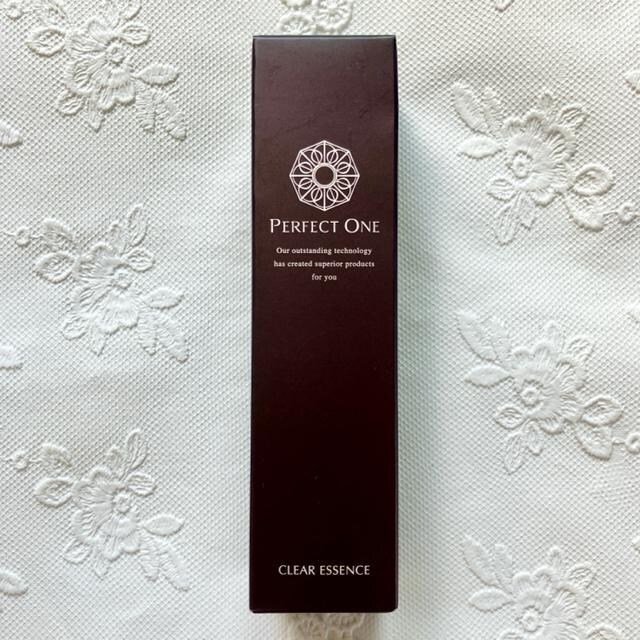 PERFECT ONE
Our outstanding technology
has created superior products
for you
CLEAR ESSENCE